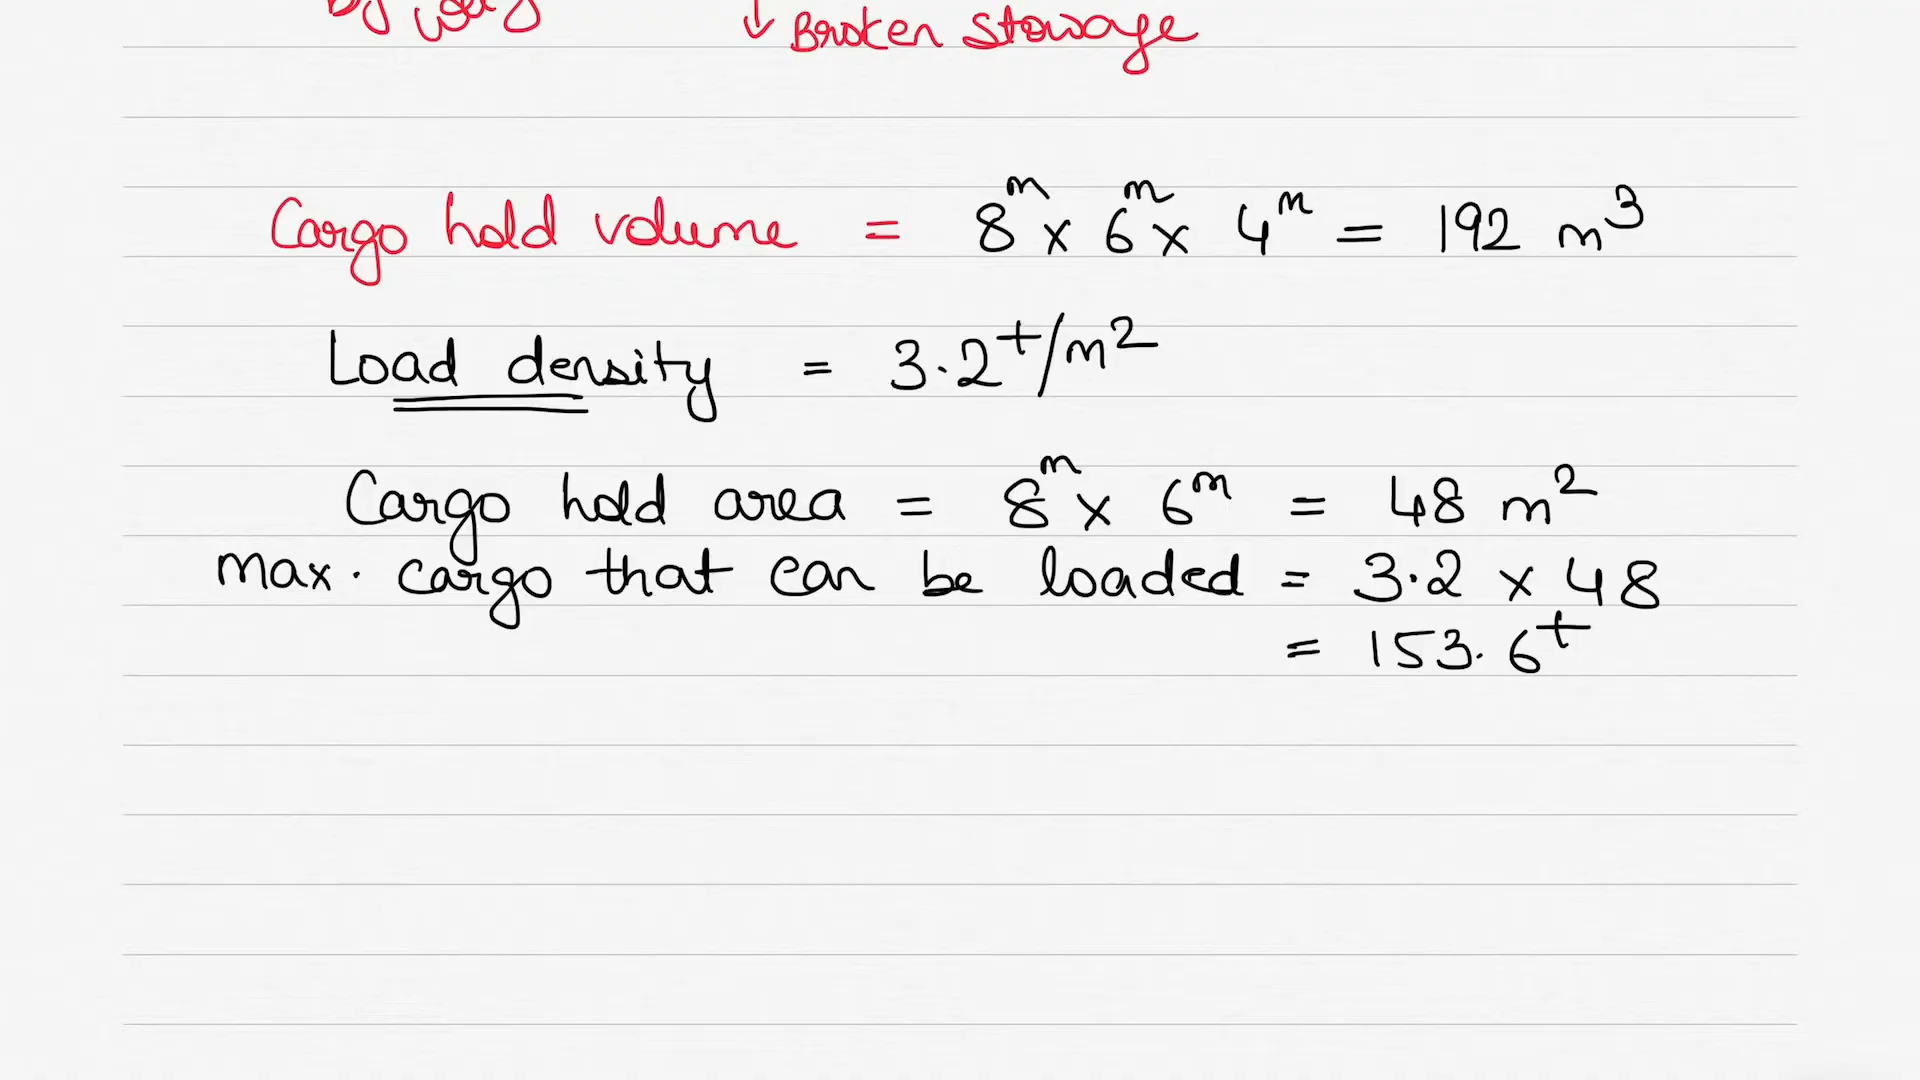 By
↓ Broken Stowage
Cargo hold volume = 8ᵐ x 6ᵐ x 4ᵐ = 192 m³
Load density = 3.2ᵗ/m²
Cargo hold area = 8ᵐ x 6ᵐ = 48 m²
max. cargo that can be loaded = 3.2 x 48
= 153.6ᵗ